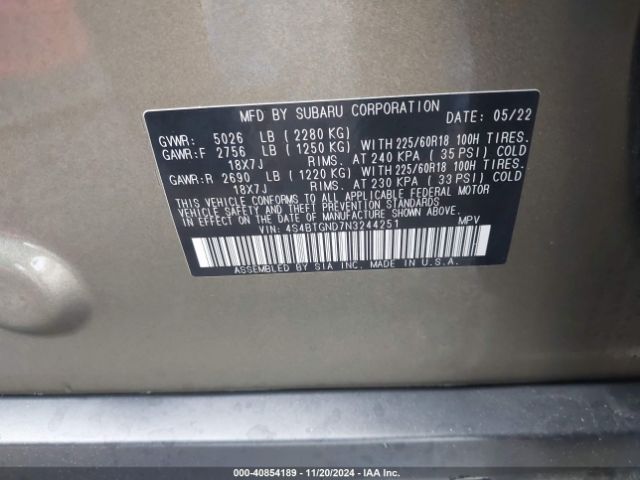 MFD BY SUBARU CORPORATION DATE: 05/22
GVWR: 5026 LB (2280 KG)
GAWR:F 2756 LB (1250 KG) WITH 225/60R18 100H TIRES.
18X7J RIMS. AT 240 KPA (35 PSI) COLD
GAWR:R 2690 LB (1220 KG) WITH 225/60R18 100H TIRES.
18X7J RIMS. AT 230 KPA (33 PSI) COLD
THIS VEHICLE CONFORMS TO ALL APPLICABLE FEDERAL MOTOR
VEHICLE SAFETY AND THEFT PREVENTION STANDARDS
IN EFFECT ON THE DATE OF MANUFACTURE SHOWN ABOVE.
VIN: 4S4BTGND7N3244251 MPV
ASSEMBLED BY SIA INC. MADE IN U.S.A.
000-40854189 - 11/20/2024 - IAA Inc.